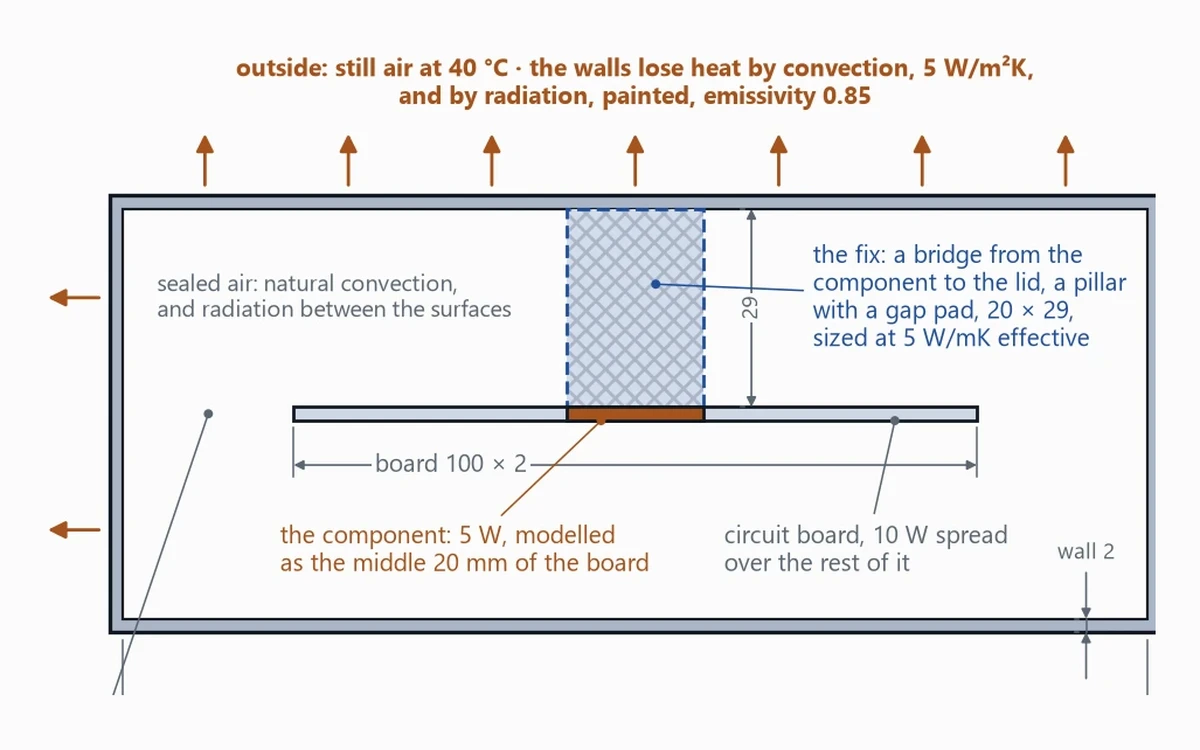 outside: still air at 40 °C · the walls lose heat by convection, 5 W/m²K,
and by radiation, painted, emissivity 0.85
sealed air: natural convection,
and radiation between the surfaces
29
the fix: a bridge from the
component to the lid, a pillar
with a gap pad, 20 × 29,
sized at 5 W/mK effective
board 100 × 2
the component: 5 W, modelled
as the middle 20 mm of the board
circuit board, 10 W spread
over the rest of it
wall 2